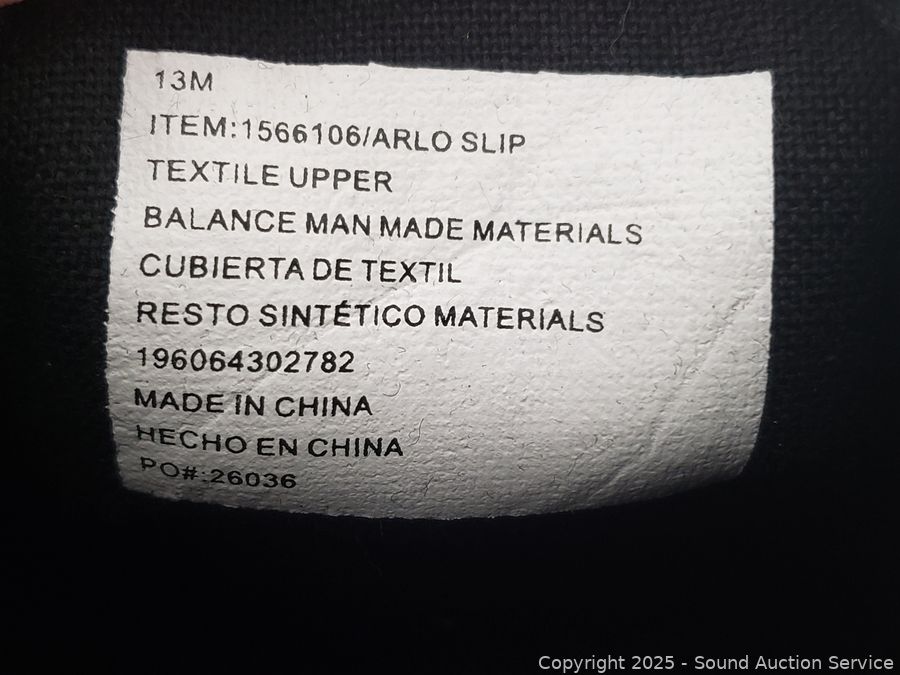 13M
ITEM:1566106/ARLO SLIP
TEXTILE UPPER
BALANCE MAN MADE MATERIALS
CUBIERTA DE TEXTIL
RESTO SINTÉTICO MATERIALS
196064302782
MADE IN CHINA
HECHO EN CHINA
PO#:26036
Copyright 2025 - Sound Auction Service